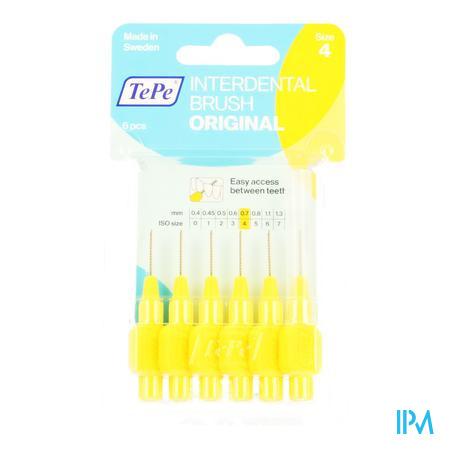 Made in
Sweden
Size
4
TePe
INTERDENTAL
BRUSH
ORIGINAL
6 pcs
Easy access
between teeth
mm 0.4 0.45 0.5 0.6 0.7 0.8 1.1 1.3
ISO size 0 1 2 3 4 5 6 7
TePe
IPM